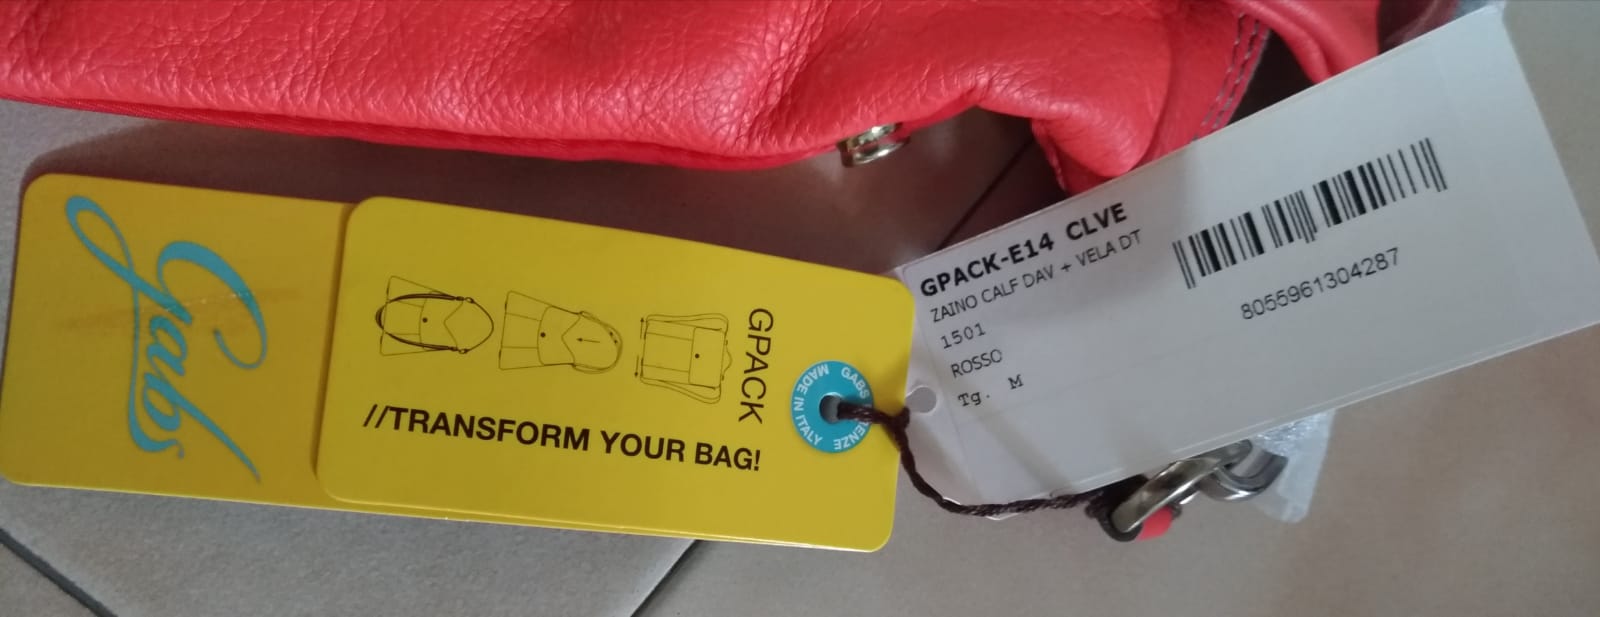 Gabs
GPACK
//TRANSFORM YOUR BAG!
GABS
MADE IN ITALY
GPACK-E14 CLVE
ZAINO CALF DAV + VELA DT
1501
ROSSO
Tg. M
8055961304287